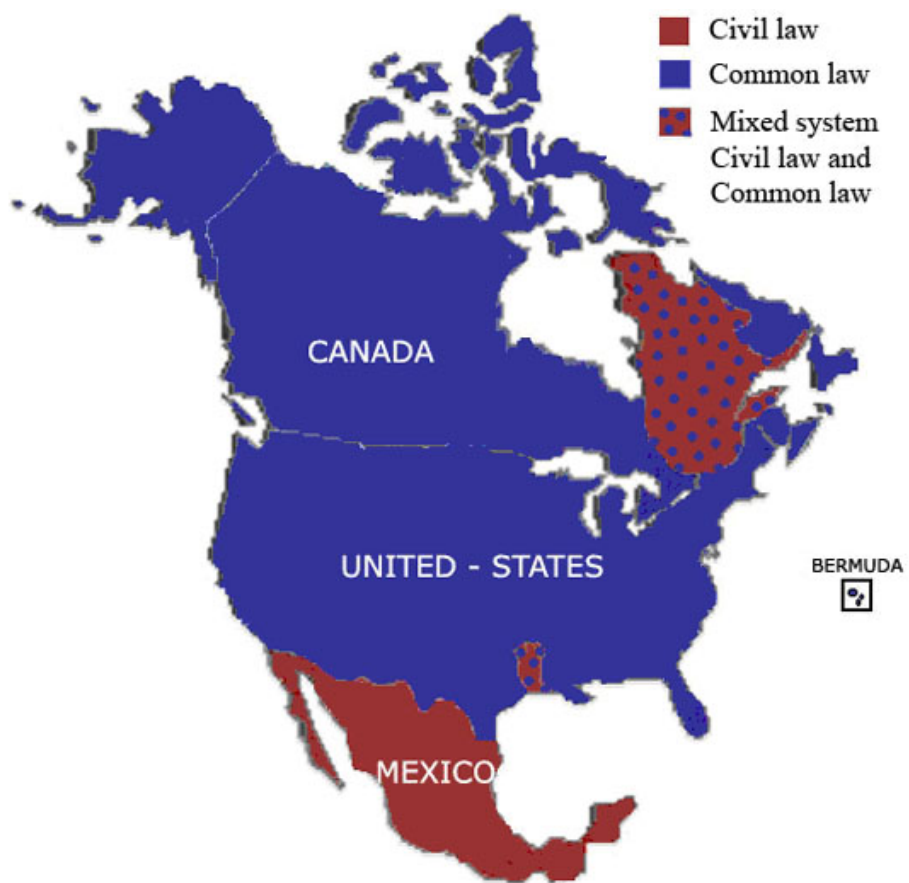 Civil law
Common law
Mixed system
Civil law and
Common law
CANADA
UNITED - STATES
BERMUDA
MEXICO